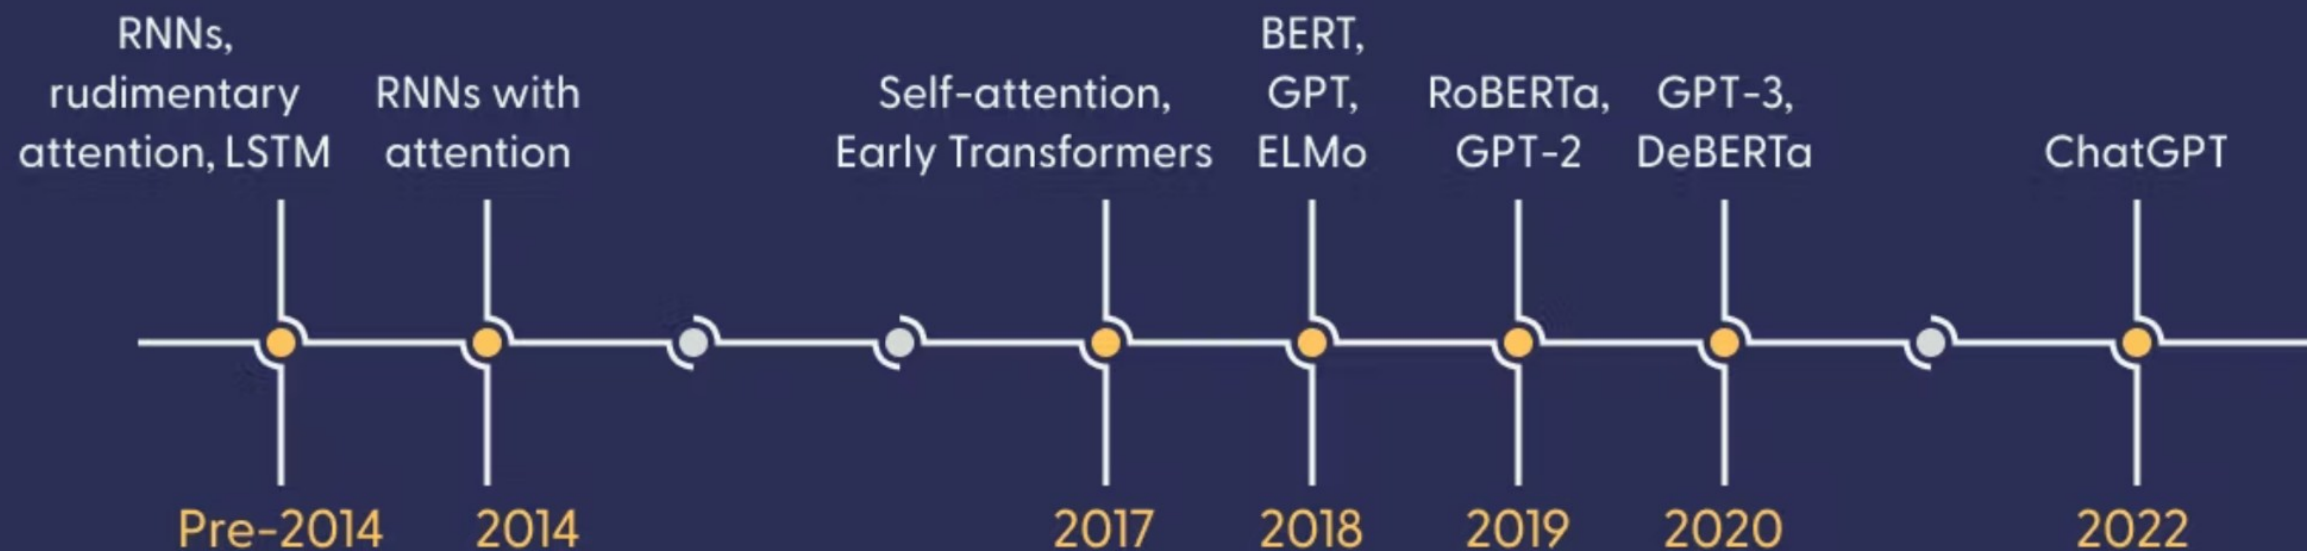 RNNs,
rudimentary
attention, LSTM
RNNs with
attention
Self-attention,
Early Transformers
BERT,
GPT,
ELMo
RoBERTa,
GPT-2
GPT-3,
DeBERTa
ChatGPT
Pre-2014
2014
2017
2018
2019
2020
2022